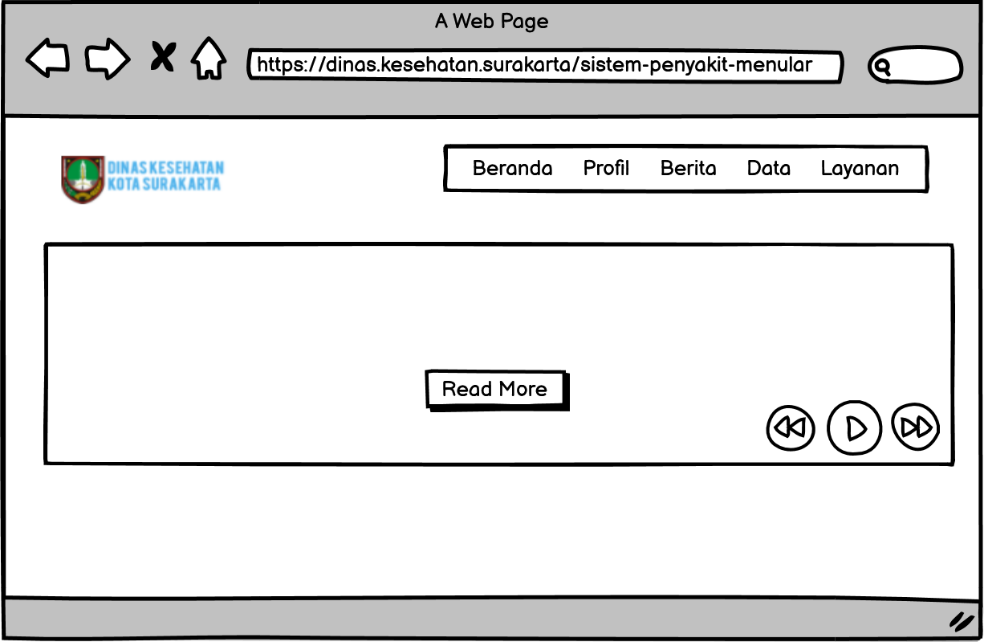 A Web Page
https://dinas.kesehatan.surakarta/sistem-penyakit-menular
DINAS KESEHATAN
KOTA SURAKARTA
Beranda Profil Berita Data Layanan
Read More